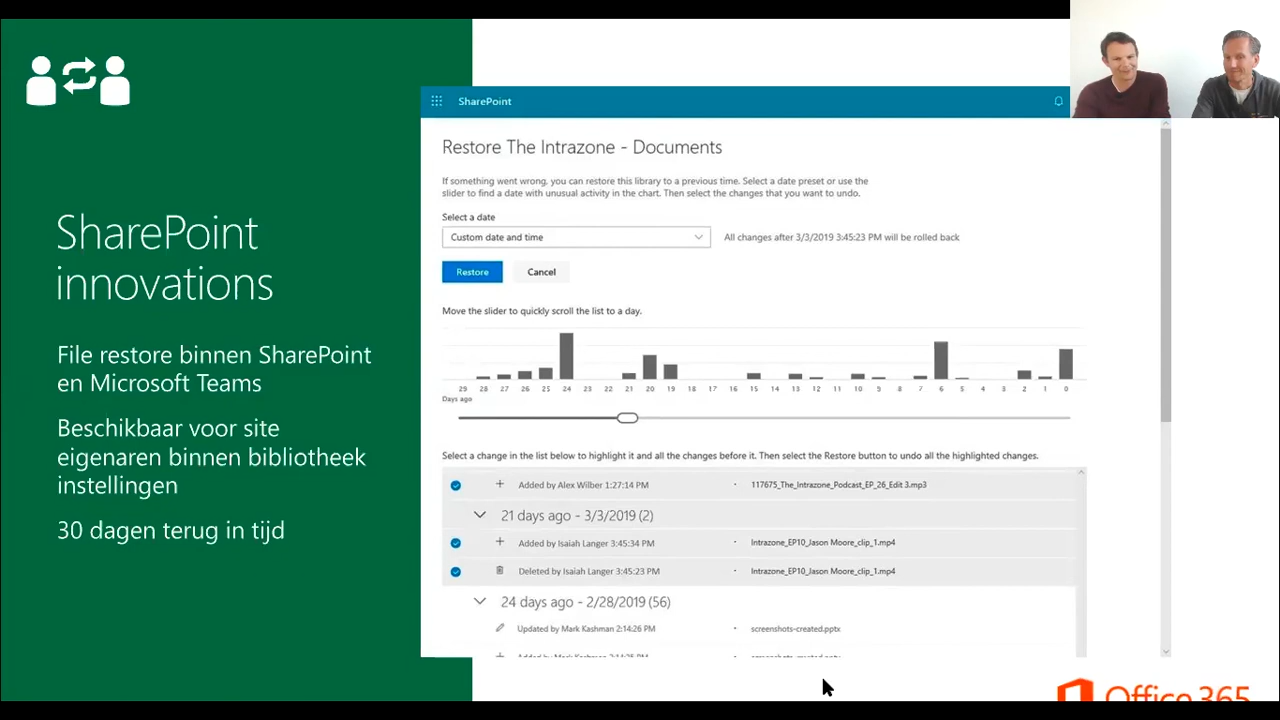 SharePoint
innovations
File restore binnen SharePoint
en Microsoft Teams
Beschikbaar voor site
eigenaren binnen bibliotheek
instellingen
30 dagen terug in tijd
SharePoint
Restore The Intrazone - Documents
If something went wrong, you can restore this library to a previous time. Select a date preset or use the
slider to find a date with unusual activity in the chart. Then select the changes that you want to undo.
Select a date
Custom date and time
All changes after 3/3/2019 3:45:23 PM will be rolled back
Restore Cancel
Move the slider to quickly scroll the list to a day.
29 28 27 26 25 24 23 22 21 20 19 18 17 16 15 14 13 12 11 10 9 8 7 6 5 4 3 2 1 0
Days ago
Select a change in the list below to highlight it and all the changes before it. Then select the Restore button to undo all the highlighted changes.
Added by Alex Wilber 1:27:14 PM · 117675_The_Intrazone_Podcast_EP_26_Edit 3.mp3
21 days ago - 3/3/2019 (2)
Added by Isaiah Langer 3:45:34 PM · Intrazone_EP10_Jason Moore_clip_1.mp4
Deleted by Isaiah Langer 3:45:23 PM · Intrazone_EP10_Jason Moore_clip_1.mp4
24 days ago - 2/28/2019 (56)
Updated by Mark Kashman 2:14:26 PM · screenshots-created.pptx
Added by Mark Kashman 2:14:25 PM · screenshots-created.pptx
Office 365